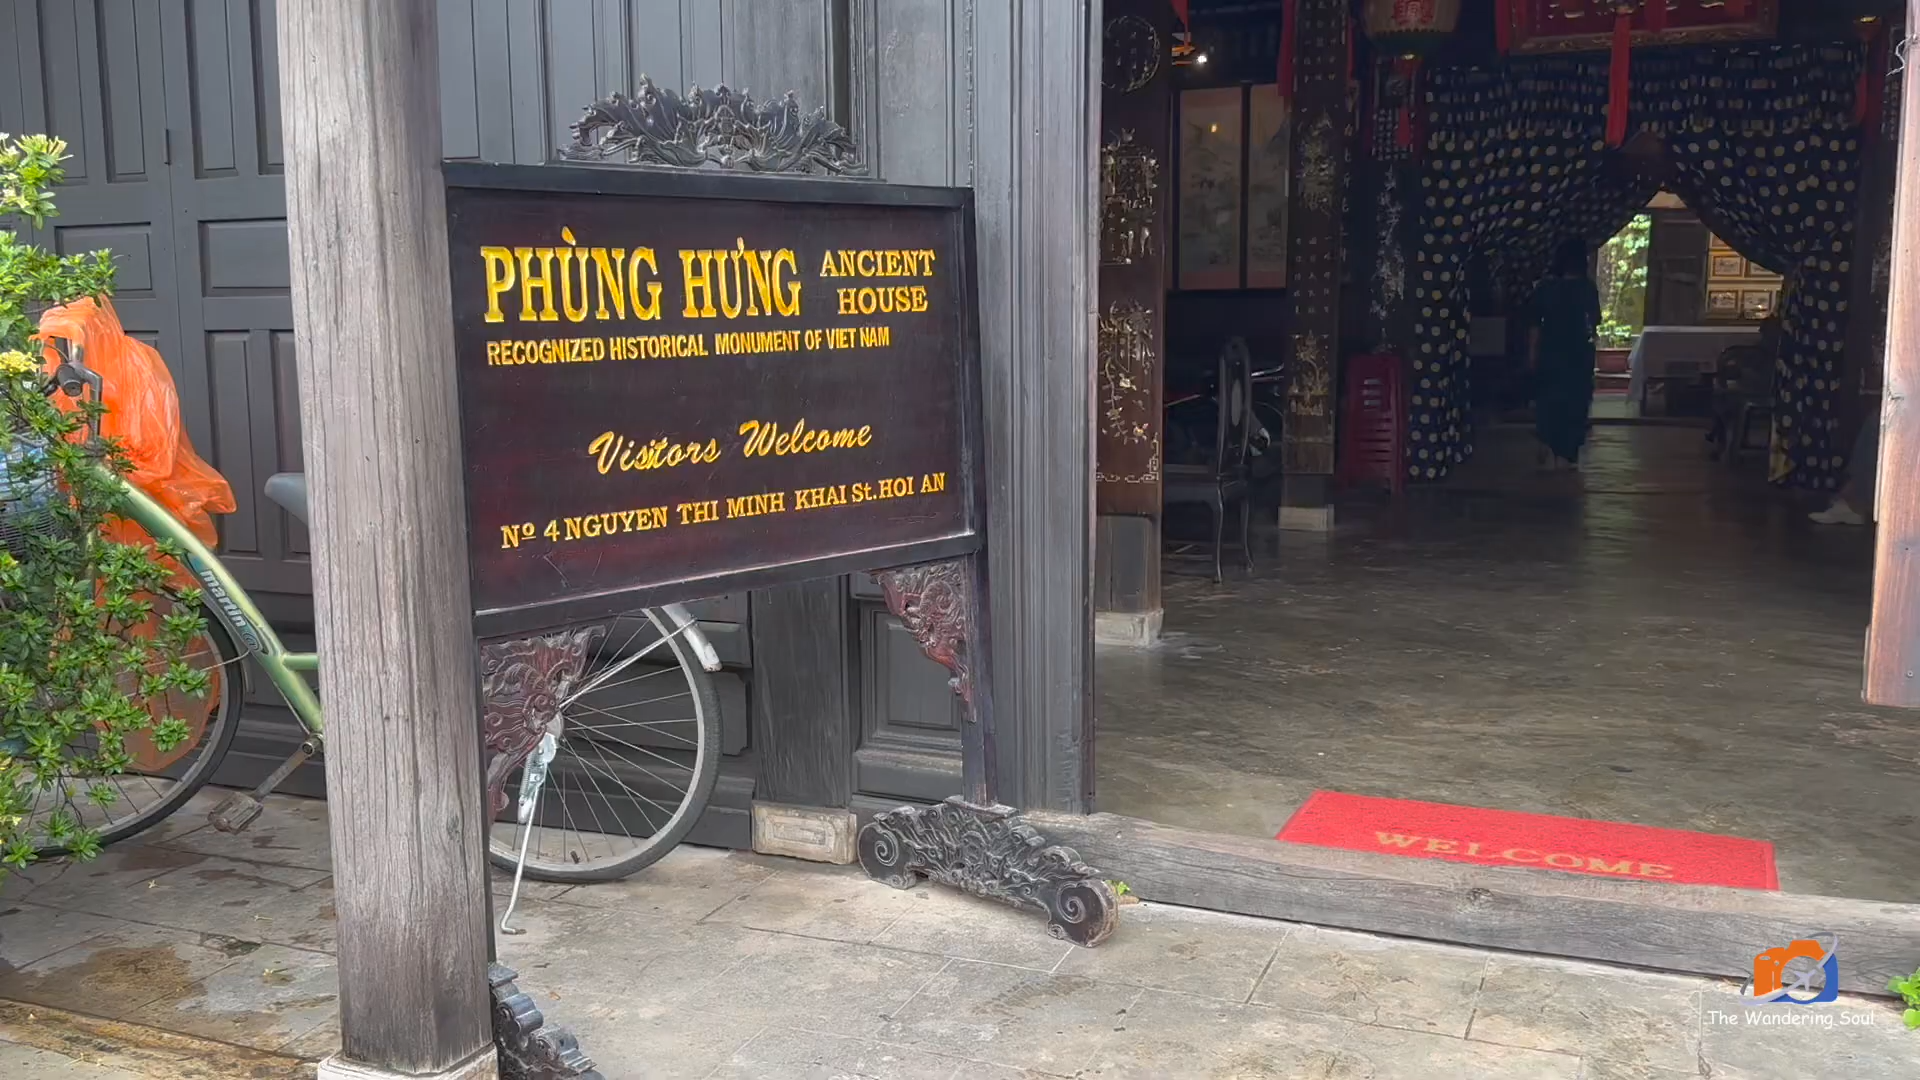 PHÙNG HƯNG ANCIENT HOUSE
RECOGNIZED HISTORICAL MONUMENT OF VIET NAM
Visitors Welcome
Nº 4 NGUYEN THI MINH KHAI St. HOI AN
martin
WELCOME
The Wandering Soul